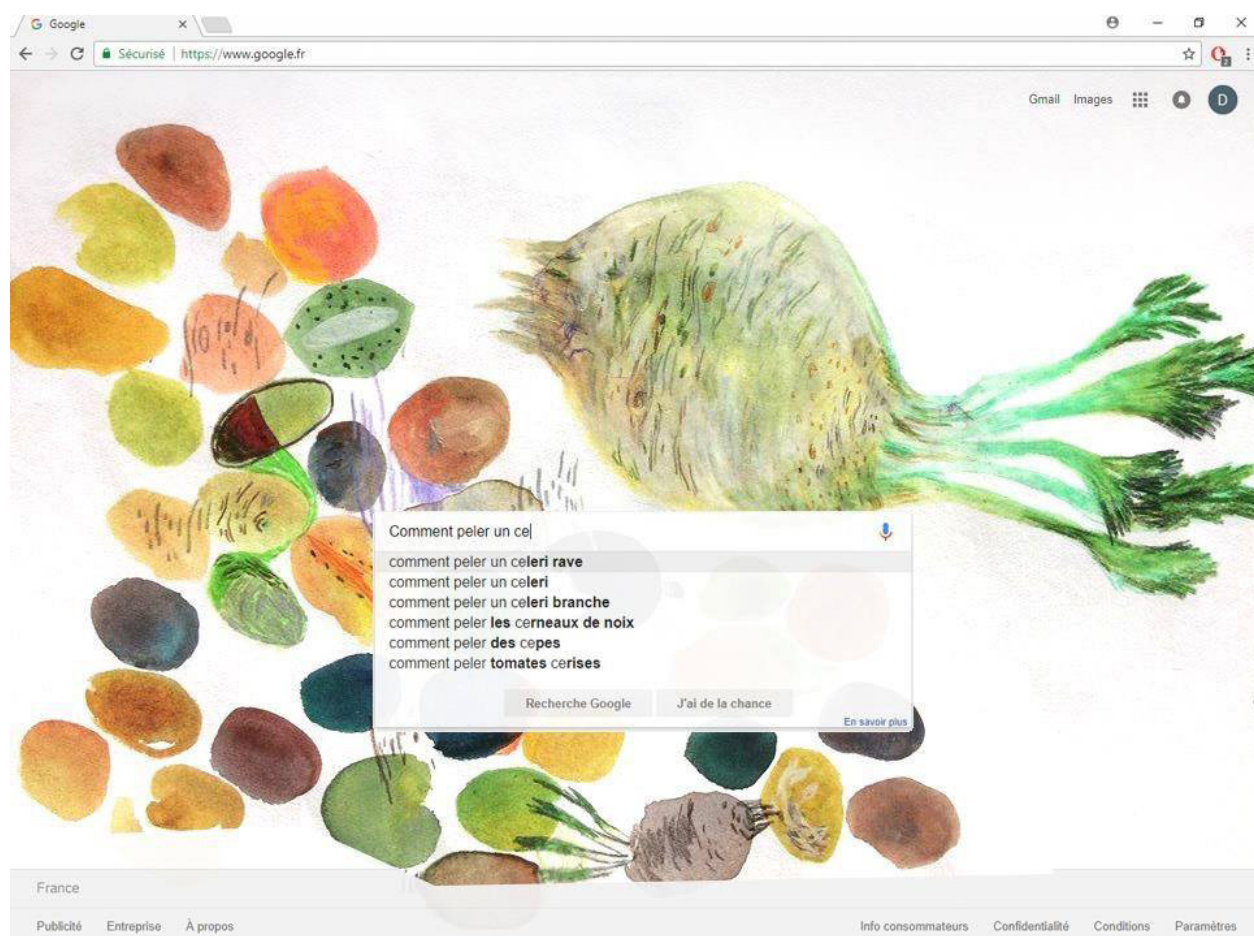 Google
Sécurisé | https://www.google.fr
Gmail Images D
2
Comment peler un ce
comment peler un celeri rave
comment peler un celeri
comment peler un celeri branche
comment peler les cerneaux de noix
comment peler des cepes
comment peler tomates cerises
Recherche Google J'ai de la chance
En savoir plus
France
Publicité Entreprise À propos Info consommateurs Confidentialité Conditions Paramètres